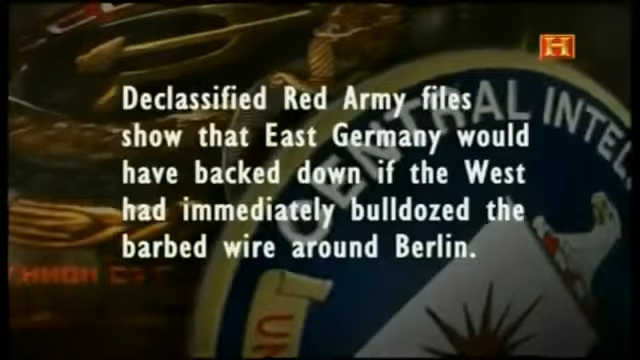 H
Declassified Red Army files
show that East Germany would
have backed down if the West
had immediately bulldozed the
barbed wire around Berlin.
CENTRAL INTEL
UN